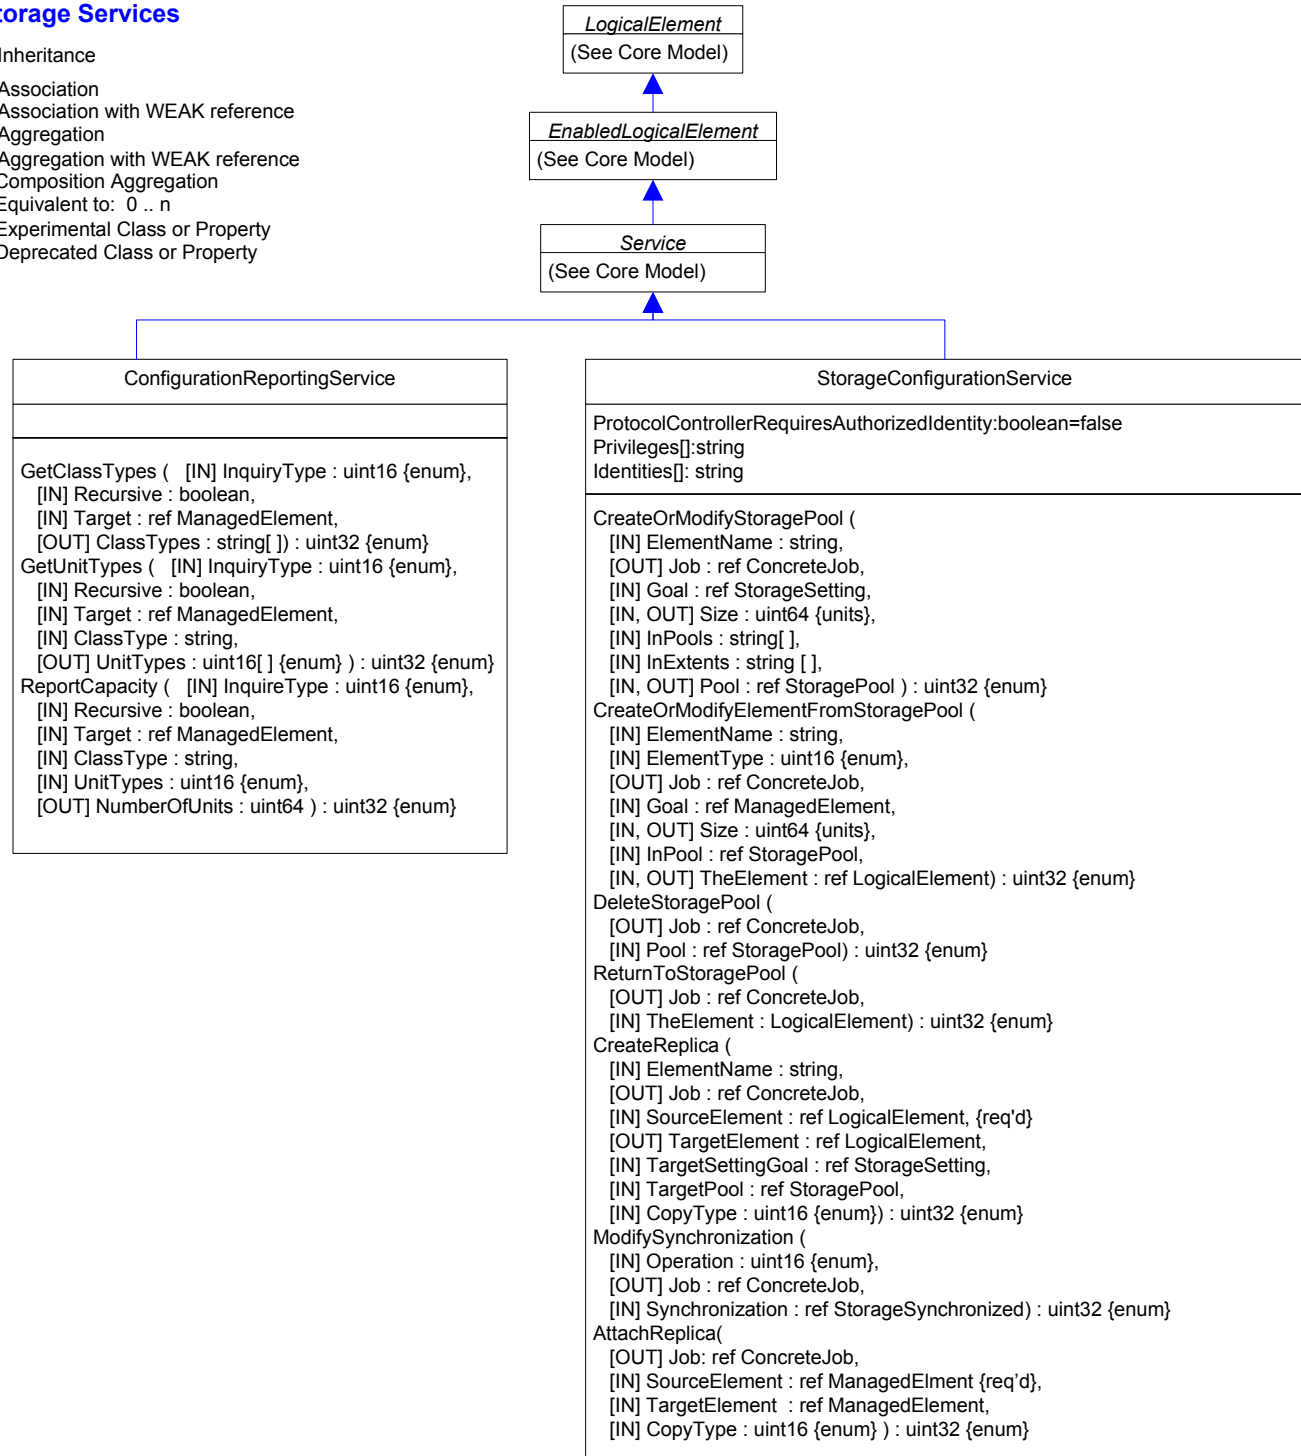 torage Services
Inheritance
Association
Association with WEAK reference
Aggregation
Aggregation with WEAK reference
Composition Aggregation
Equivalent to: 0 .. n
Experimental Class or Property
Deprecated Class or Property
LogicalElement
(See Core Model)
EnabledLogicalElement
(See Core Model)
Service
(See Core Model)
ConfigurationReportingService
GetClassTypes ( [IN] InquiryType : uint16 {enum},
[IN] Recursive : boolean,
[IN] Target : ref ManagedElement,
[OUT] ClassTypes : string[ ]) : uint32 {enum}
GetUnitTypes ( [IN] InquiryType : uint16 {enum},
[IN] Recursive : boolean,
[IN] Target : ref ManagedElement,
[IN] ClassType : string,
[OUT] UnitTypes : uint16[ ] {enum} ) : uint32 {enum}
ReportCapacity ( [IN] InquireType : uint16 {enum},
[IN] Recursive : boolean,
[IN] Target : ref ManagedElement,
[IN] ClassType : string,
[IN] UnitTypes : uint16 {enum},
[OUT] NumberOfUnits : uint64 ) : uint32 {enum}
StorageConfigurationService
ProtocolControllerRequiresAuthorizedIdentity:boolean=false
Privileges[]:string
Identities[]: string
CreateOrModifyStoragePool (
[IN] ElementName : string,
[OUT] Job : ref ConcreteJob,
[IN] Goal : ref StorageSetting,
[IN, OUT] Size : uint64 {units},
[IN] InPools : string[ ],
[IN] InExtents : string [ ],
[IN, OUT] Pool : ref StoragePool ) : uint32 {enum}
CreateOrModifyElementFromStoragePool (
[IN] ElementName : string,
[IN] ElementType : uint16 {enum},
[OUT] Job : ref ConcreteJob,
[IN] Goal : ref ManagedElement,
[IN, OUT] Size : uint64 {units},
[IN] InPool : ref StoragePool,
[IN, OUT] TheElement : ref LogicalElement) : uint32 {enum}
DeleteStoragePool (
[OUT] Job : ref ConcreteJob,
[IN] Pool : ref StoragePool) : uint32 {enum}
ReturnToStoragePool (
[OUT] Job : ref ConcreteJob,
[IN] TheElement : LogicalElement) : uint32 {enum}
CreateReplica (
[IN] ElementName : string,
[OUT] Job : ref ConcreteJob,
[IN] SourceElement : ref LogicalElement, {req'd}
[OUT] TargetElement : ref LogicalElement,
[IN] TargetSettingGoal : ref StorageSetting,
[IN] TargetPool : ref StoragePool,
[IN] CopyType : uint16 {enum}) : uint32 {enum}
ModifySynchronization (
[IN] Operation : uint16 {enum},
[OUT] Job : ref ConcreteJob,
[IN] Synchronization : ref StorageSynchronized) : uint32 {enum}
AttachReplica(
[OUT] Job: ref ConcreteJob,
[IN] SourceElement : ref ManagedElment {req’d},
[IN] TargetElement : ref ManagedElement,
[IN] CopyType : uint16 {enum} ) : uint32 {enum}